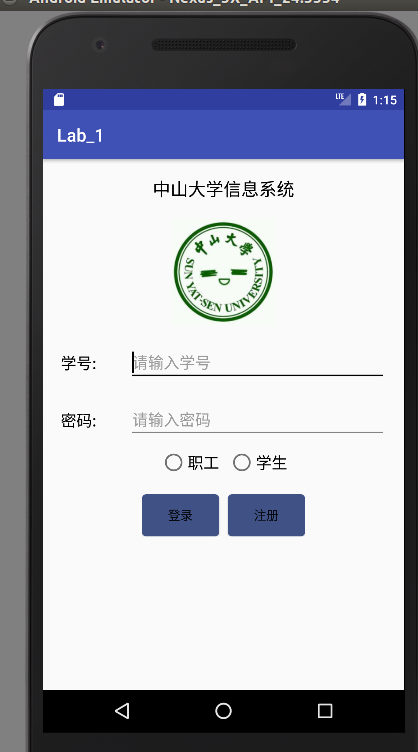 Android Emulator - Nexus_5X_API_24:5554
LTE 1:15
Lab_1
中山大学信息系统
中山大学
SUN YAT-SEN UNIVERSITY
学号:
请输入学号
密码:
请输入密码
职工 学生
登录 注册